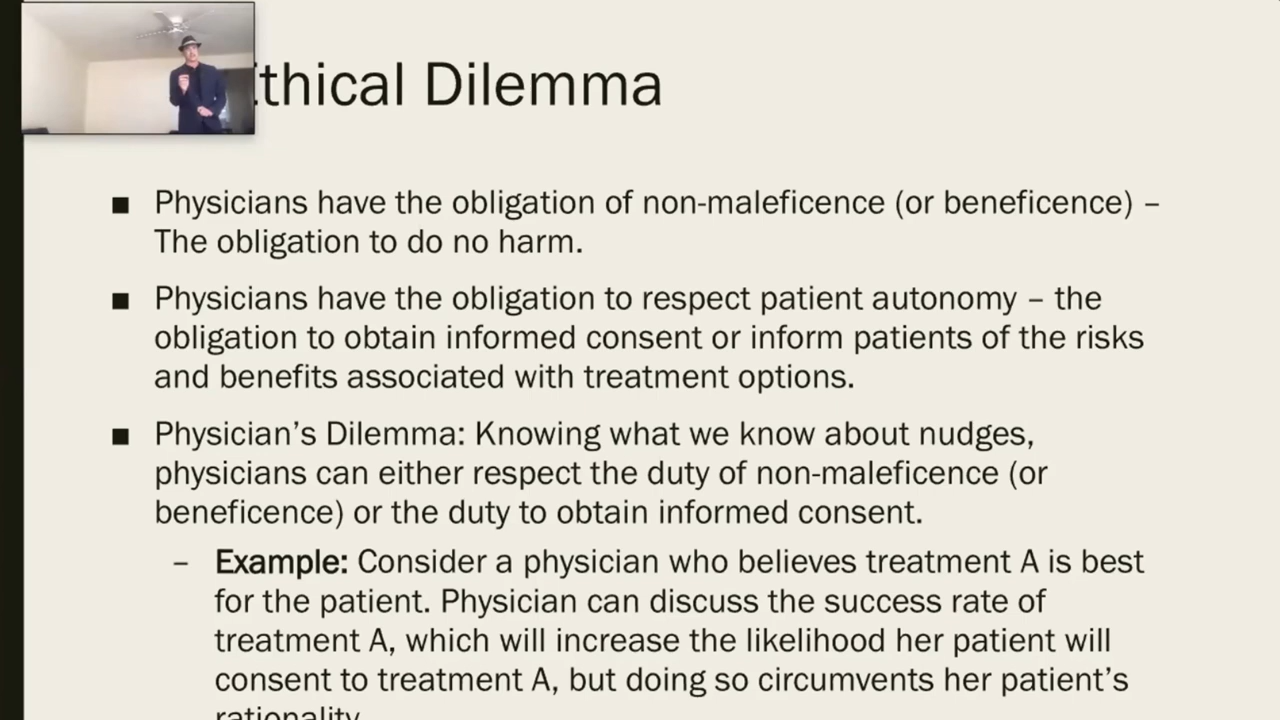 Ethical Dilemma
■ Physicians have the obligation of non-maleficence (or beneficence) –
The obligation to do no harm.
■ Physicians have the obligation to respect patient autonomy – the
obligation to obtain informed consent or inform patients of the risks
and benefits associated with treatment options.
■ Physician’s Dilemma: Knowing what we know about nudges,
physicians can either respect the duty of non-maleficence (or
beneficence) or the duty to obtain informed consent.
– Example: Consider a physician who believes treatment A is best
for the patient. Physician can discuss the success rate of
treatment A, which will increase the likelihood her patient will
consent to treatment A, but doing so circumvents her patient’s
rationality.